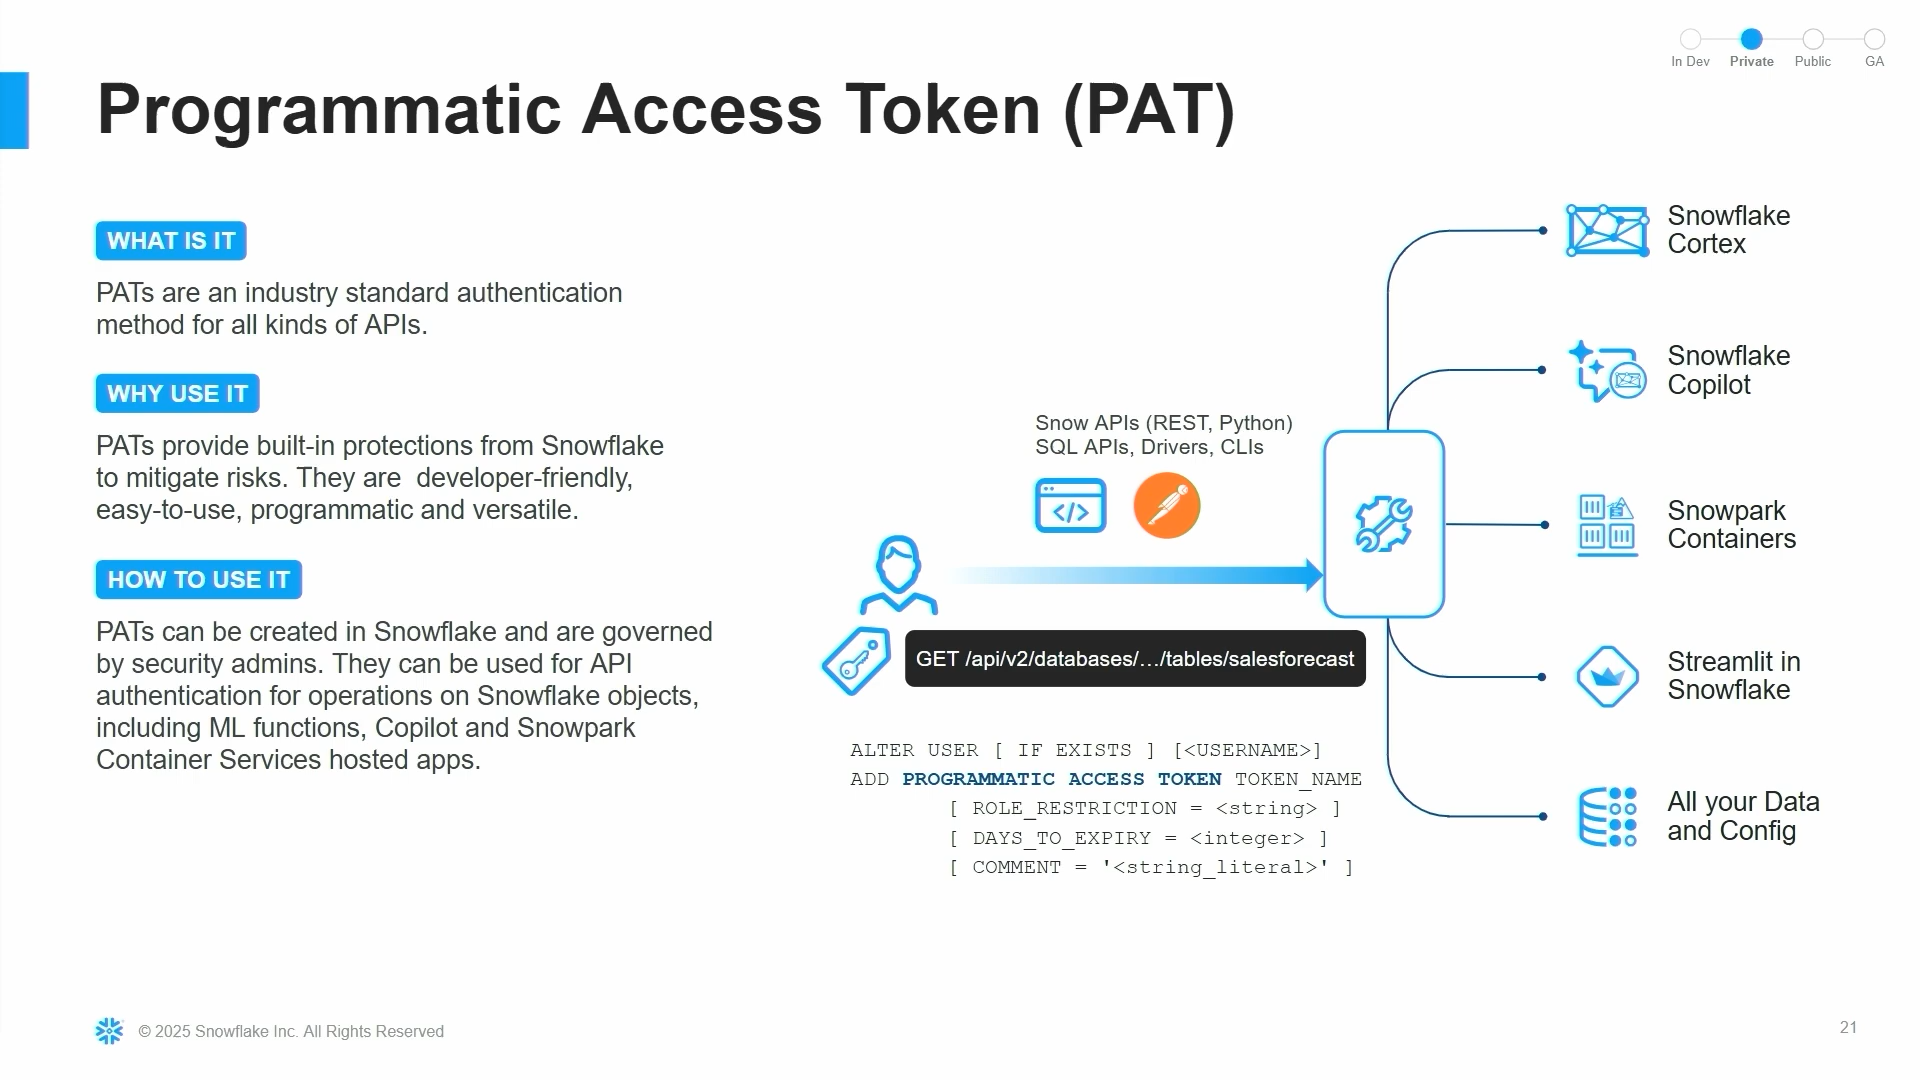 In Dev
Private
Public
GA
Programmatic Access Token (PAT)
WHAT IS IT
PATs are an industry standard authentication
method for all kinds of APIs.
WHY USE IT
PATs provide built-in protections from Snowflake
to mitigate risks. They are  developer-friendly,
easy-to-use, programmatic and versatile.
HOW TO USE IT
PATs can be created in Snowflake and are governed
by security admins. They can be used for API
authentication for operations on Snowflake objects,
including ML functions, Copilot and Snowpark
Container Services hosted apps.
Snow APIs (REST, Python)
SQL APIs, Drivers, CLIs
GET /api/v2/databases/…/tables/salesforecast
ALTER USER [ IF EXISTS ] [<USERNAME>]
ADD PROGRAMMATIC ACCESS TOKEN TOKEN_NAME
[ ROLE_RESTRICTION = <string> ]
[ DAYS_TO_EXPIRY = <integer> ]
[ COMMENT = '<string_literal>' ]
Snowflake
Cortex
Snowflake
Copilot
Snowpark
Containers
Streamlit in
Snowflake
All your Data
and Config
© 2025 Snowflake Inc. All Rights Reserved
21